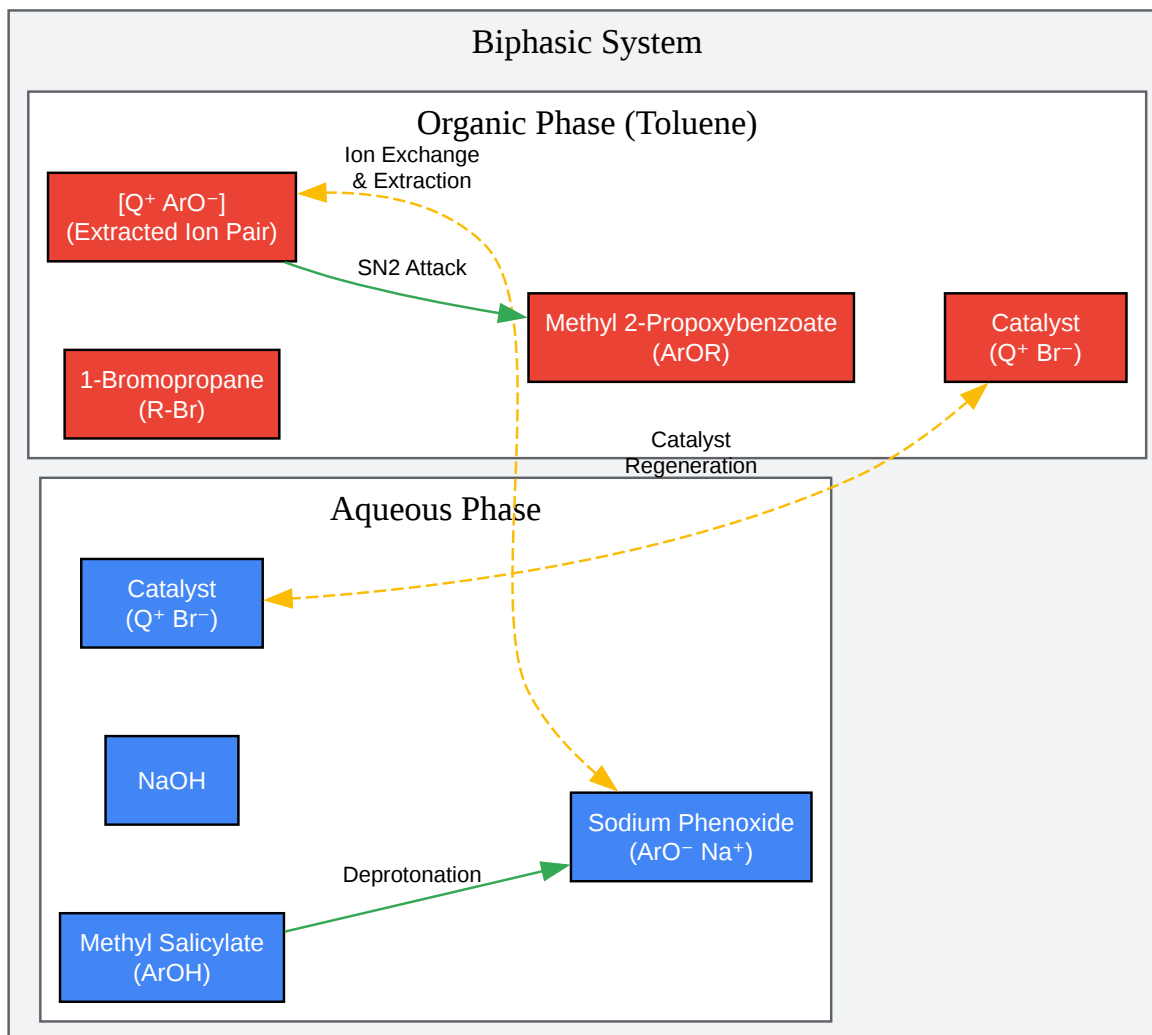 Biphasic System
Organic Phase (Toluene)
Ion Exchange
& Extraction
[Q⁺ ArO⁻]
(Extracted Ion Pair)
SN2 Attack
Methyl 2-Propoxybenzoate
(ArOR)
Catalyst
(Q⁺ Br⁻)
1-Bromopropane
(R-Br)
Catalyst
Regeneration
Aqueous Phase
Catalyst
(Q⁺ Br⁻)
NaOH
Sodium Phenoxide
(ArO⁻ Na⁺)
Deprotonation
Methyl Salicylate
(ArOH)